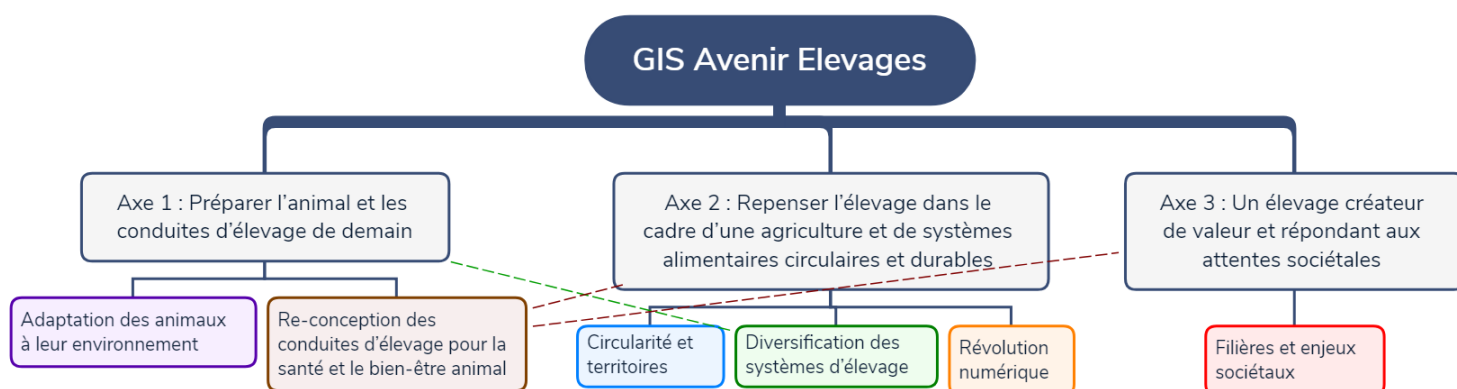 GIS Avenir Elevages
Axe 1 : Préparer l'animal et les
conduites d'élevage de demain
Axe 2 : Repenser l'élevage dans le
cadre d'une agriculture et de systèmes
alimentaires circulaires et durables
Axe 3 : Un élevage créateur
de valeur et répondant aux
attentes sociétales
Adaptation des animaux
à leur environnement
Re-conception des
conduites d'élevage pour la
santé et le bien-être animal
Circularité et
territoires
Diversification des
systèmes d'élevage
Révolution
numérique
Filières et enjeux
sociétaux